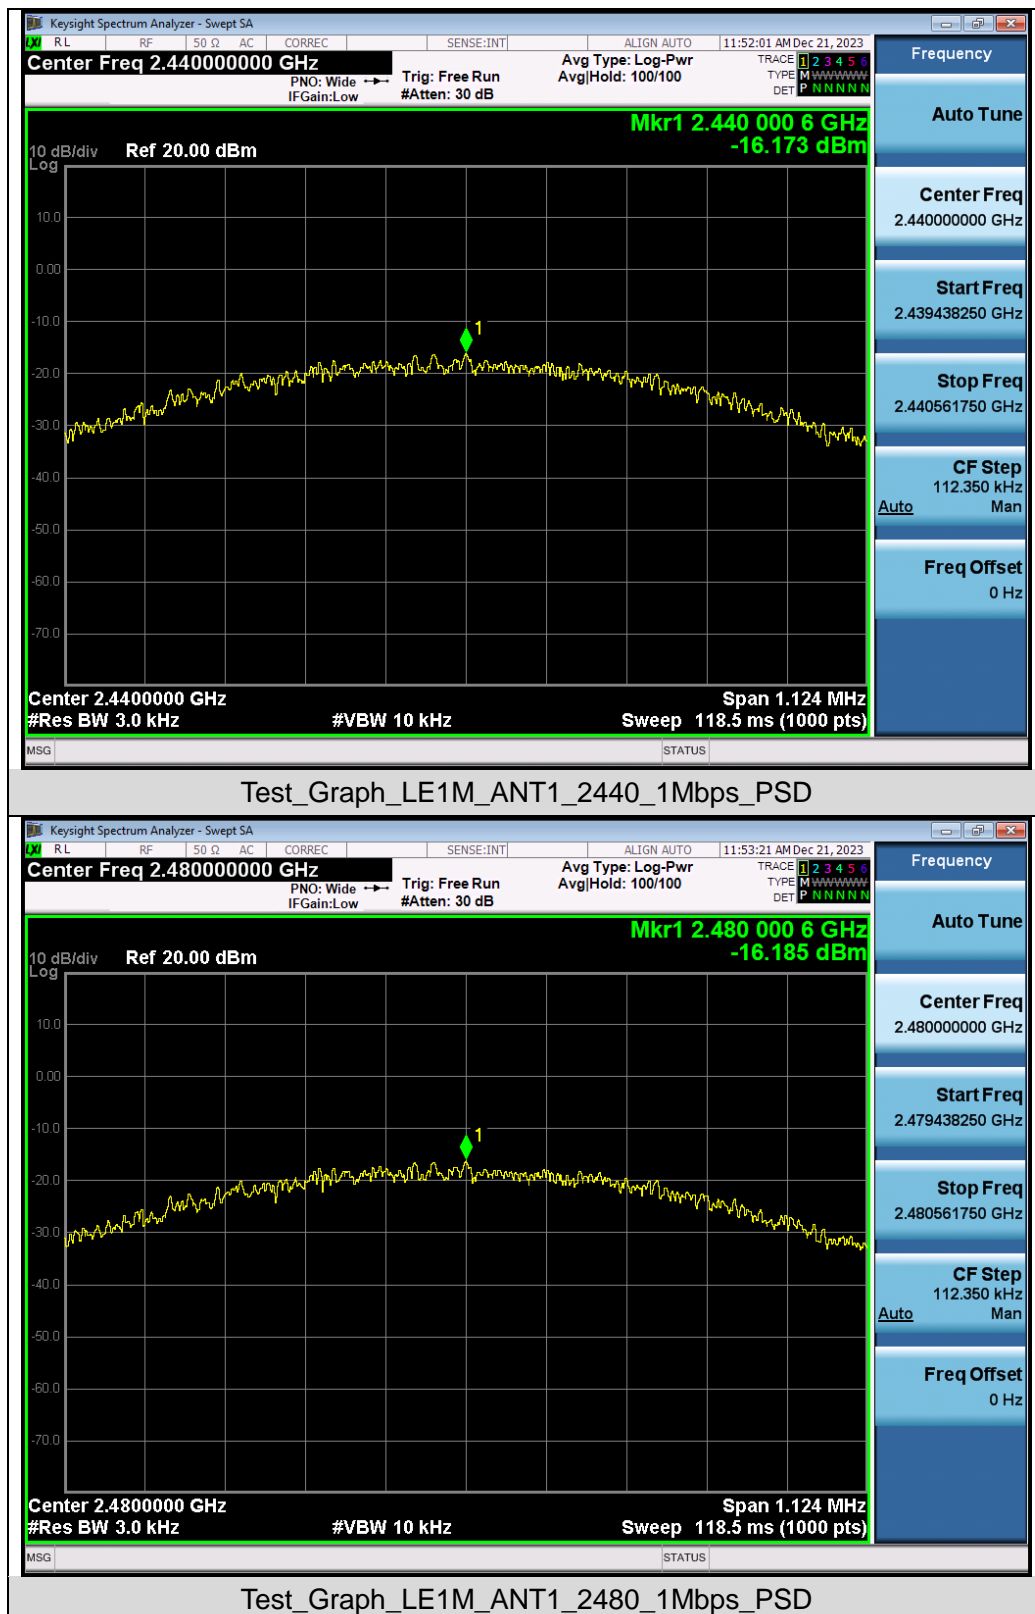 Keysight Spectrum Analyzer - Swept SA
LXI RL RF 50 Ω AC CORREC SENSE:INT ALIGN AUTO 11:52:01 AM Dec 21, 2023
Center Freq 2.440000000 GHz
PNO: Wide
IFGain:Low
Trig: Free Run
#Atten: 30 dB
Avg Type: Log-Pwr
Avg|Hold: 100/100
TRACE 1 2 3 4 5 6
TYPE M WWWWW
DET P N N N N N
Mkr1 2.440 000 6 GHz
-16.173 dBm
10 dB/div Ref 20.00 dBm
Log
10.0
0.00
-10.0
-20.0
-30.0
-40.0
-50.0
-60.0
-70.0
1
Center 2.4400000 GHz Span 1.124 MHz
#Res BW 3.0 kHz #VBW 10 kHz Sweep 118.5 ms (1000 pts)
MSG STATUS
Frequency
Auto Tune
Center Freq
2.440000000 GHz
Start Freq
2.439438250 GHz
Stop Freq
2.440561750 GHz
CF Step
112.350 kHz
Auto Man
Freq Offset
0 Hz
Test_Graph_LE1M_ANT1_2440_1Mbps_PSD
Keysight Spectrum Analyzer - Swept SA
LXI RL RF 50 Ω AC CORREC SENSE:INT ALIGN AUTO 11:53:21 AM Dec 21, 2023
Center Freq 2.480000000 GHz
PNO: Wide
IFGain:Low
Trig: Free Run
#Atten: 30 dB
Avg Type: Log-Pwr
Avg|Hold: 100/100
TRACE 1 2 3 4 5 6
TYPE M WWWWW
DET P N N N N N
Mkr1 2.480 000 6 GHz
-16.185 dBm
10 dB/div Ref 20.00 dBm
Log
10.0
0.00
-10.0
-20.0
-30.0
-40.0
-50.0
-60.0
-70.0
1
Center 2.4800000 GHz Span 1.124 MHz
#Res BW 3.0 kHz #VBW 10 kHz Sweep 118.5 ms (1000 pts)
MSG STATUS
Frequency
Auto Tune
Center Freq
2.480000000 GHz
Start Freq
2.479438250 GHz
Stop Freq
2.480561750 GHz
CF Step
112.350 kHz
Auto Man
Freq Offset
0 Hz
Test_Graph_LE1M_ANT1_2480_1Mbps_PSD